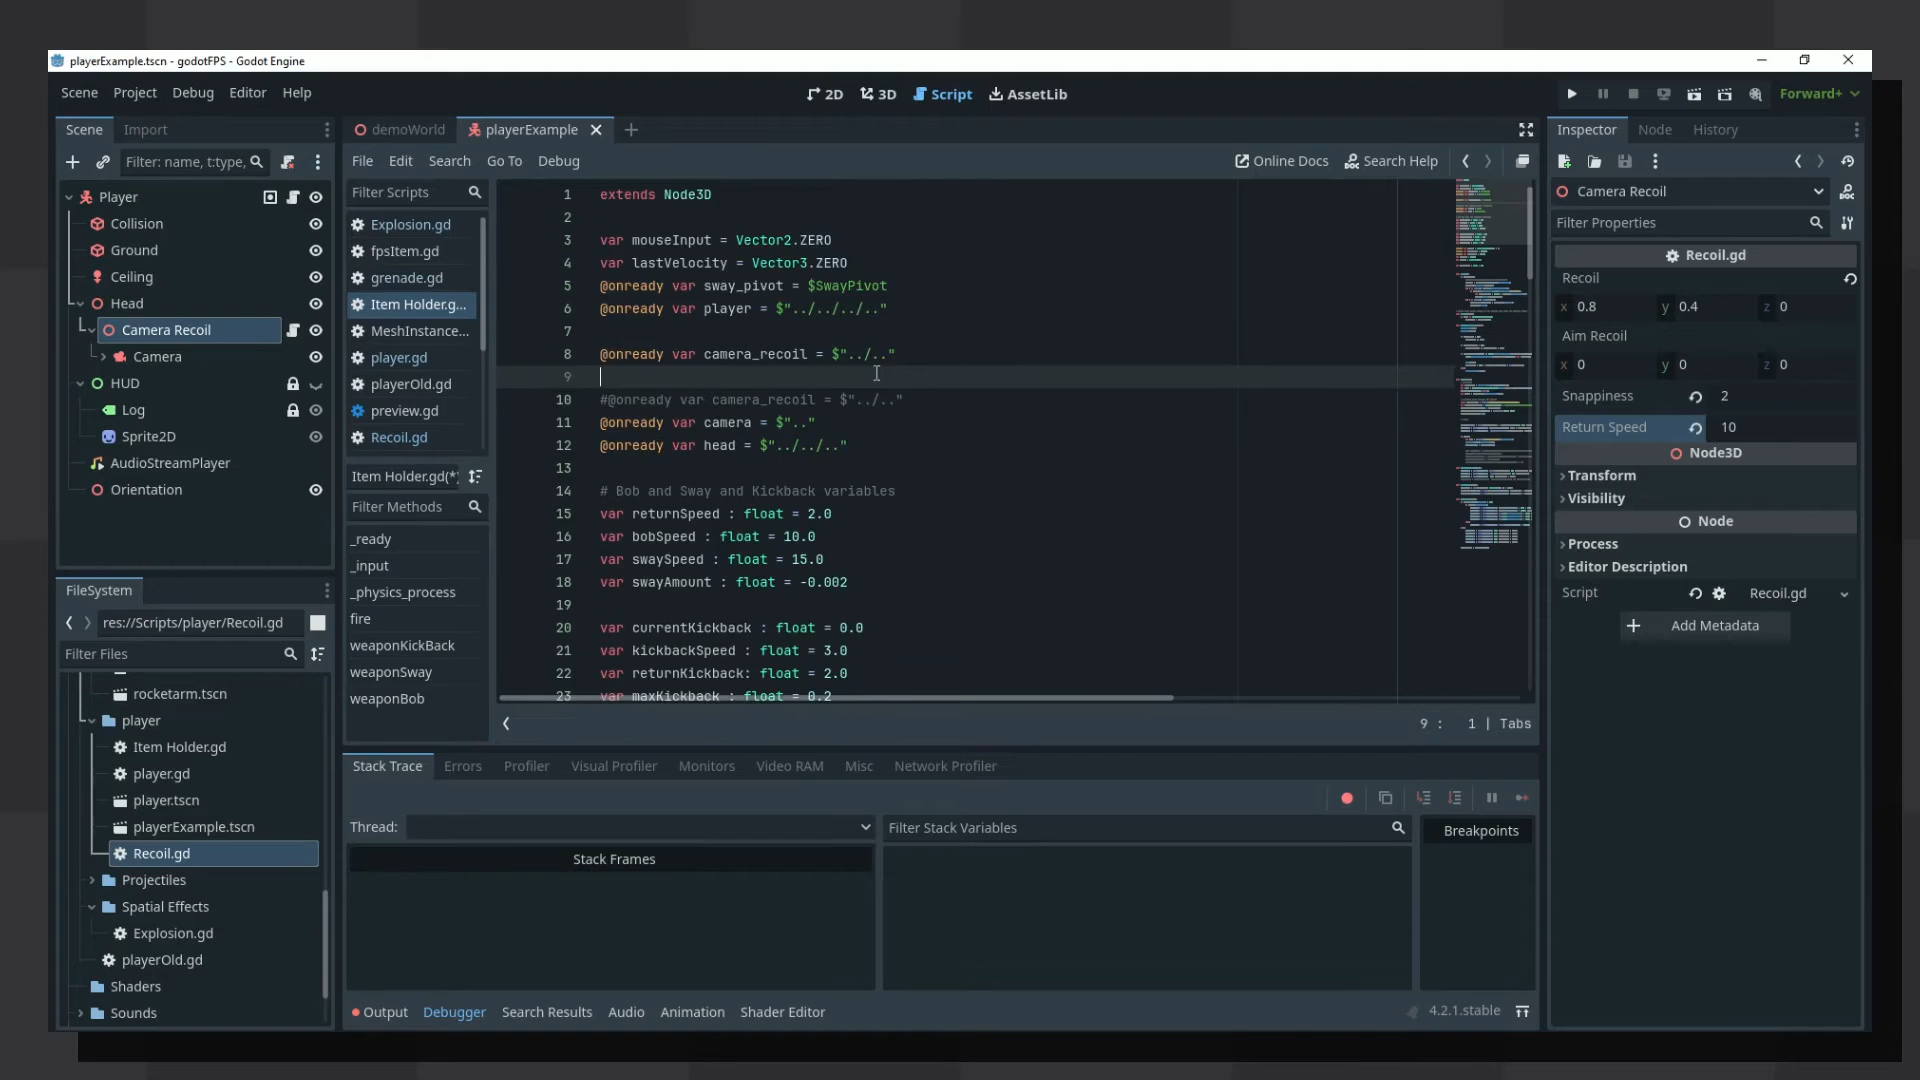 playerExample.tscn - godotFPS - Godot Engine
Scene Project Debug Editor Help
2D 3D Script AssetLib
Forward+
Scene Import
Filter: name, t:type,
Player
Collision
Ground
Ceiling
Head
Camera Recoil
Camera
HUD
Log
Sprite2D
AudioStreamPlayer
Orientation
FileSystem
res://Scripts/player/Recoil.gd
Filter Files
rocketarm.tscn
player
Item Holder.gd
player.gd
player.tscn
playerExample.tscn
Recoil.gd
Projectiles
Spatial Effects
Explosion.gd
playerOld.gd
Shaders
Sounds
demoWorld playerExample
File Edit Search Go To Debug
Online Docs Search Help
Filter Scripts
Explosion.gd
fpsItem.gd
grenade.gd
Item Holder.g...
MeshInstance...
player.gd
playerOld.gd
preview.gd
Recoil.gd
Item Holder.gd(*)
Filter Methods
_ready
_input
_physics_process
fire
weaponKickBack
weaponSway
weaponBob
1 extends Node3D
2
3 var mouseInput = Vector2.ZERO
4 var lastVelocity = Vector3.ZERO
5 @onready var sway_pivot = $SwayPivot
6 @onready var player = $"../../../.."
7
8 @onready var camera_recoil = $"../.."
9
10 #@onready var camera_recoil = $"../.."
11 @onready var camera = $".."
12 @onready var head = $"../../.."
13
14 # Bob and Sway and Kickback variables
15 var returnSpeed : float = 2.0
16 var bobSpeed : float = 10.0
17 var swaySpeed : float = 15.0
18 var swayAmount : float = -0.002
19
20 var currentKickback : float = 0.0
21 var kickbackSpeed : float = 3.0
22 var returnKickback: float = 2.0
23 var maxKickback : float = 0.2
9 : 1 | Tabs
Stack Trace Errors Profiler Visual Profiler Monitors Video RAM Misc Network Profiler
Thread:
Filter Stack Variables
Breakpoints
Stack Frames
Output Debugger Search Results Audio Animation Shader Editor
4.2.1.stable
Inspector Node History
Camera Recoil
Filter Properties
Recoil.gd
Recoil
x 0.8 y 0.4 z 0
Aim Recoil
x 0 y 0 z 0
Snappiness 2
Return Speed 10
Node3D
Transform
Visibility
Node
Process
Editor Description
Script Recoil.gd
Add Metadata